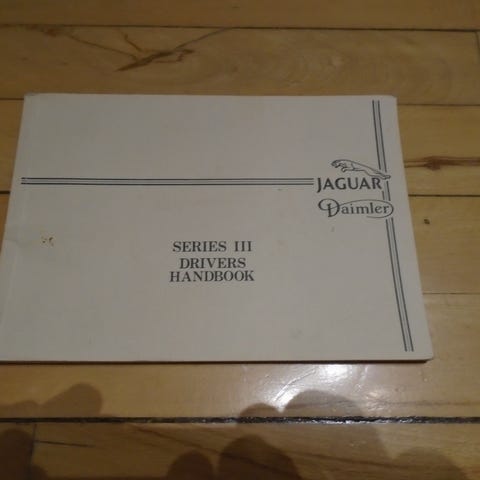 JAGUAR
Daimler
SERIES III
DRIVERS
HANDBOOK